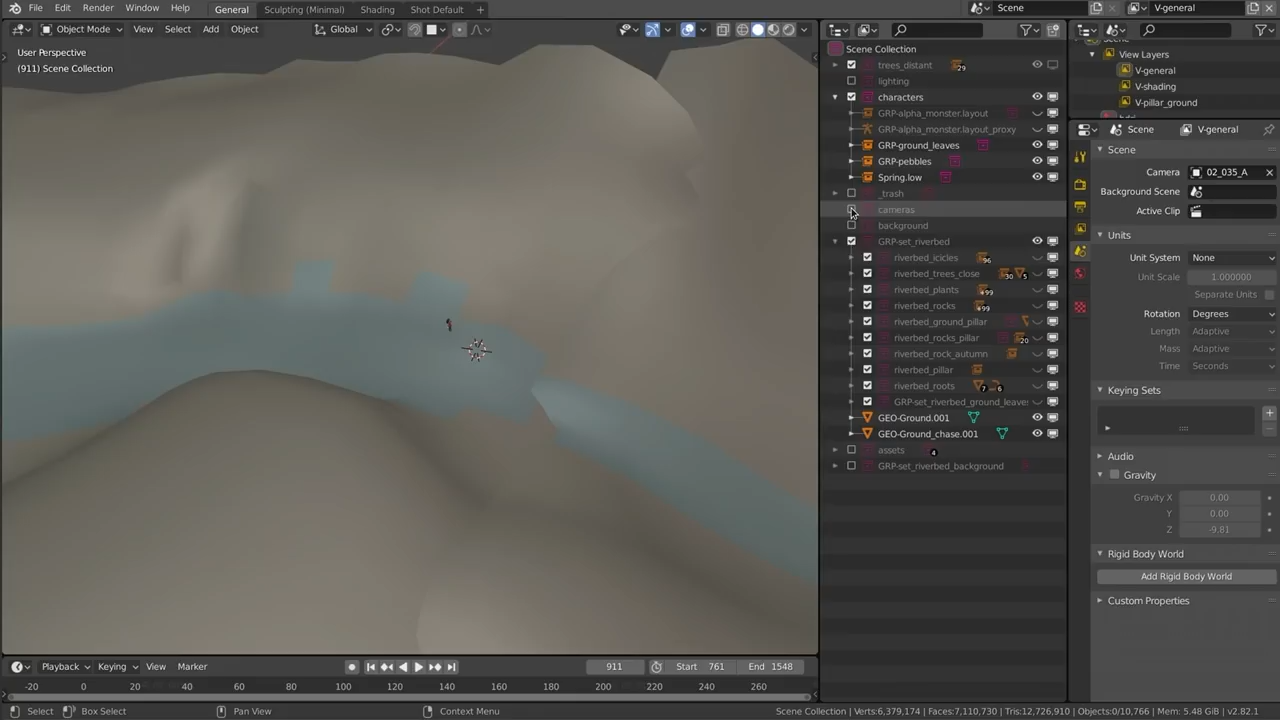 File Edit Render Window Help General Sculpting (Minimal) Shading Shot Default + Scene V-general
Object Mode View Select Add Object Global
User Perspective
(911) Scene Collection
Scene Collection
trees_distant 29
lighting
characters
GRP-alpha_monster.layout
GRP-alpha_monster.layout_proxy
GRP-ground_leaves
GRP-pebbles
Spring.low
_trash
cameras
background
GRP-set_riverbed
riverbed_icicles 96
riverbed_trees_close 30 5
riverbed_plants +99
riverbed_rocks +99
riverbed_ground_pillar
riverbed_rocks_pillar 20
riverbed_rock_autumn
riverbed_pillar
riverbed_roots 7 6
GRP-set_riverbed_ground_leaves
GEO-Ground.001
GEO-Ground_chase.001
assets 4
GRP-set_riverbed_background
View Layers
V-general
V-shading
V-pillar_ground
Scene V-general
Scene
Camera 02_035_A
Background Scene
Active Clip
Units
Unit System None
Unit Scale 1.000000
Separate Units
Rotation Degrees
Length Adaptive
Mass Adaptive
Time Seconds
Keying Sets
Audio
Gravity
Gravity X 0.00
Y 0.00
Z -9.81
Rigid Body World
Add Rigid Body World
Custom Properties
Playback Keying View Marker 911 Start 761 End 1548
-20 0 20 40 60 80 100 120 140 160 180 200 220 240 260
Select Box Select Pan View Context Menu Scene Collection | Verts:6,379,174 | Faces:7,110,730 | Tris:12,726,910 | Objects:0/10,766 | Mem: 5.48 GiB | v2.82.1